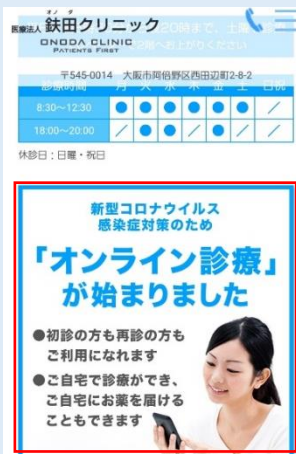 オノダ
医療法人 鉄田クリニック
ONODA CLINIC
PATIENTS FIRST
〒545-0014 大阪市阿倍野区西田辺町2-8-2
診療時間 月 火 水 木 金 土 日祝
8:30〜12:30 ● ● ● ● ● ● ／
18:00〜20:00 ／ ● ／ ● ／ ／
休診日：日曜・祝日
新型コロナウイルス
感染症対策のため
「オンライン診療」
が始まりました
●初診の方も再診の方も
ご利用になれます
●ご自宅で診療ができ、
ご自宅にお薬を届ける
こともできます